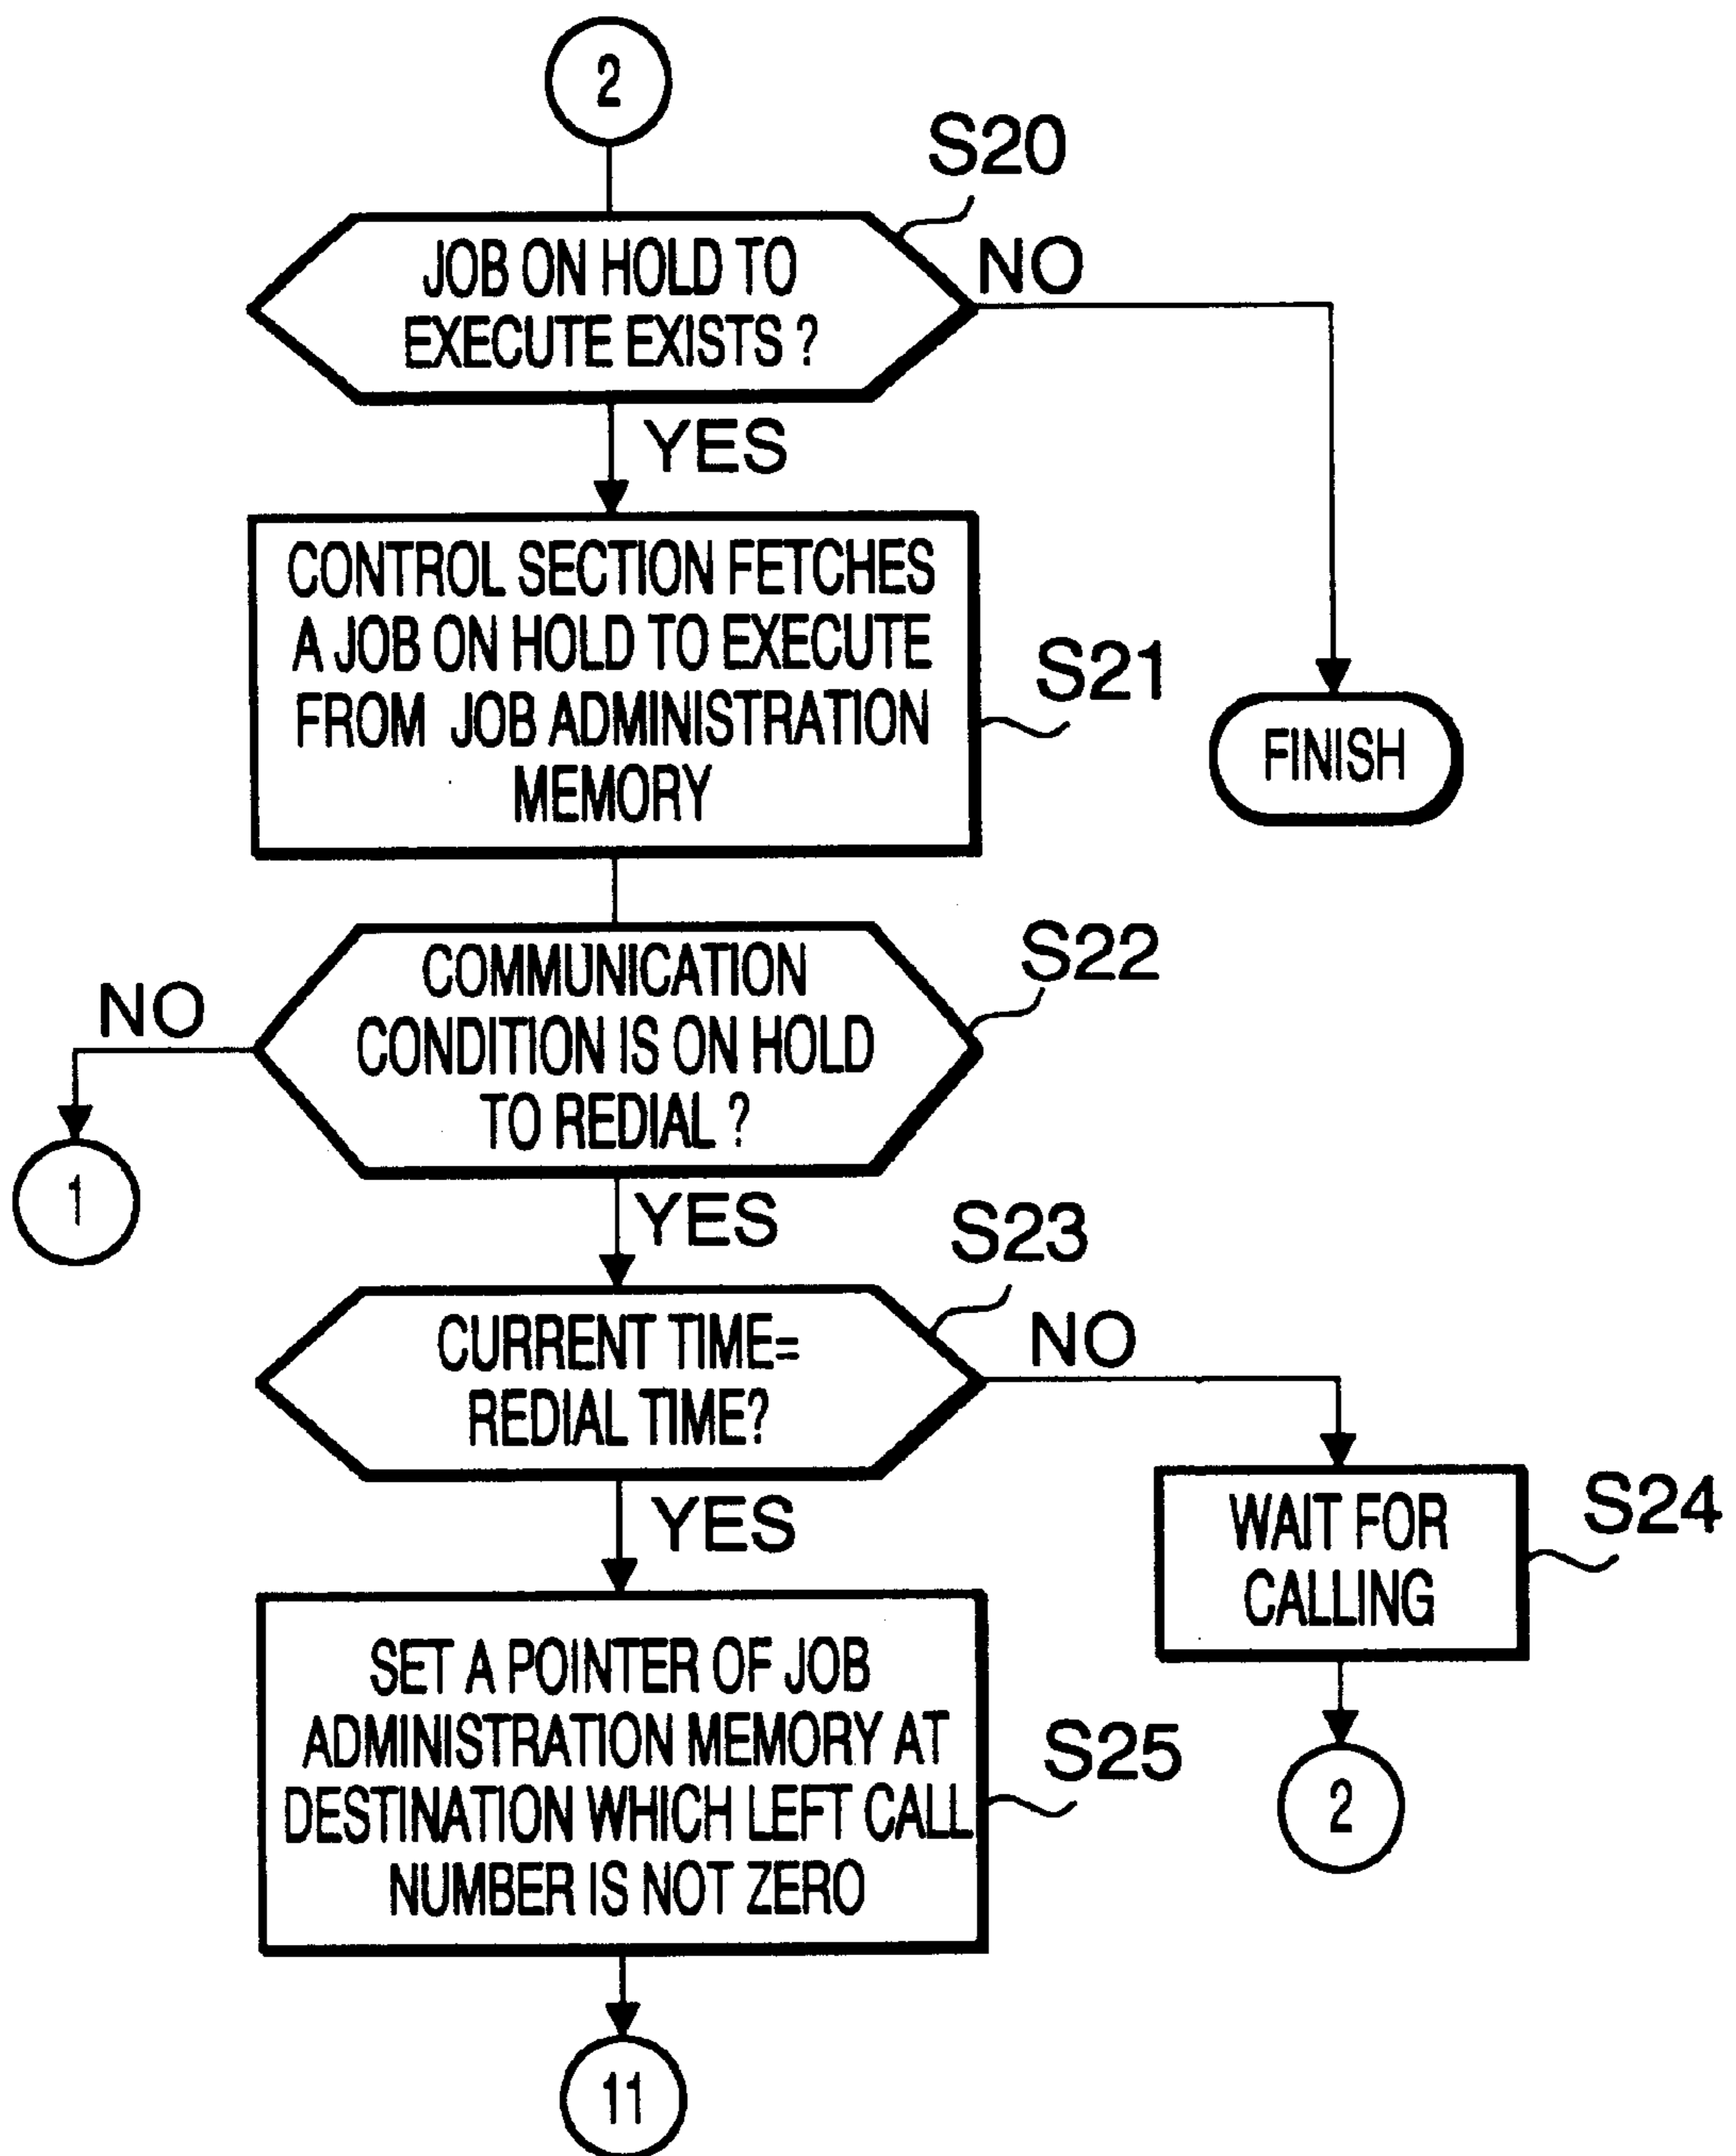 2
S20
JOB ON HOLD TO
EXECUTE EXISTS ?
NO
YES
CONTROL SECTION FETCHES
A JOB ON HOLD TO EXECUTE
FROM JOB ADMINISTRATION
MEMORY
S21
FINISH
COMMUNICATION
CONDITION IS ON HOLD
TO REDIAL ?
S22
NO
1
YES
S23
CURRENT TIME=
REDIAL TIME?
NO
YES
WAIT FOR
CALLING
S24
SET A POINTER OF JOB
ADMINISTRATION MEMORY AT
DESTINATION WHICH LEFT CALL
NUMBER IS NOT ZERO
S25
2
11